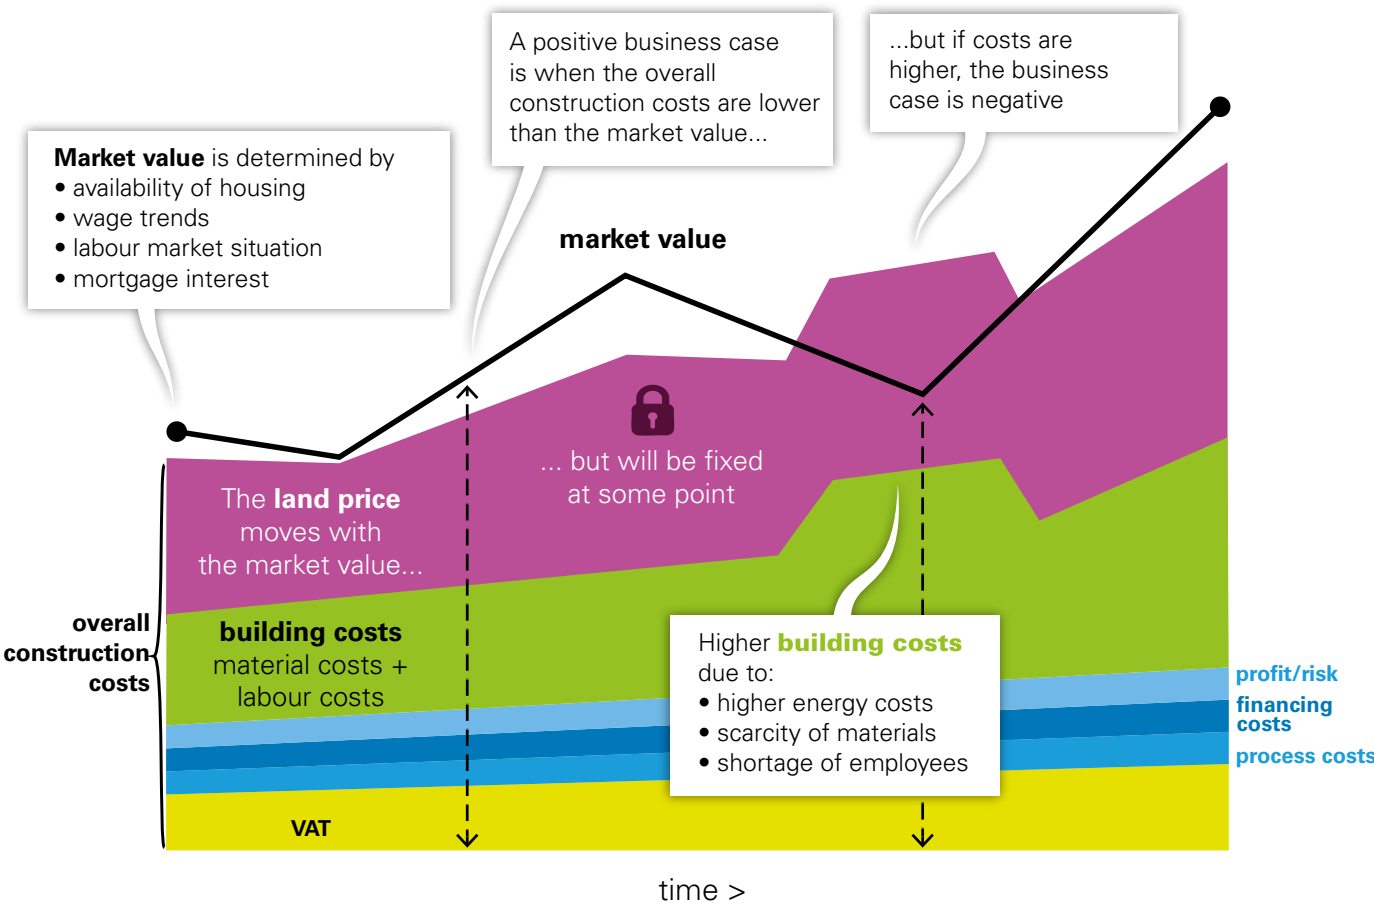 A positive business case
is when the overall
construction costs are lower
than the market value...
...but if costs are
higher, the business
case is negative
Market value is determined by
• availability of housing
• wage trends
• labour market situation
• mortgage interest
market value
... but will be fixed
at some point
The land price
moves with
the market value...
overall
construction
costs
building costs
material costs +
labour costs
Higher building costs
due to:
• higher energy costs
• scarcity of materials
• shortage of employees
profit/risk
financing
costs
process costs
VAT
time >